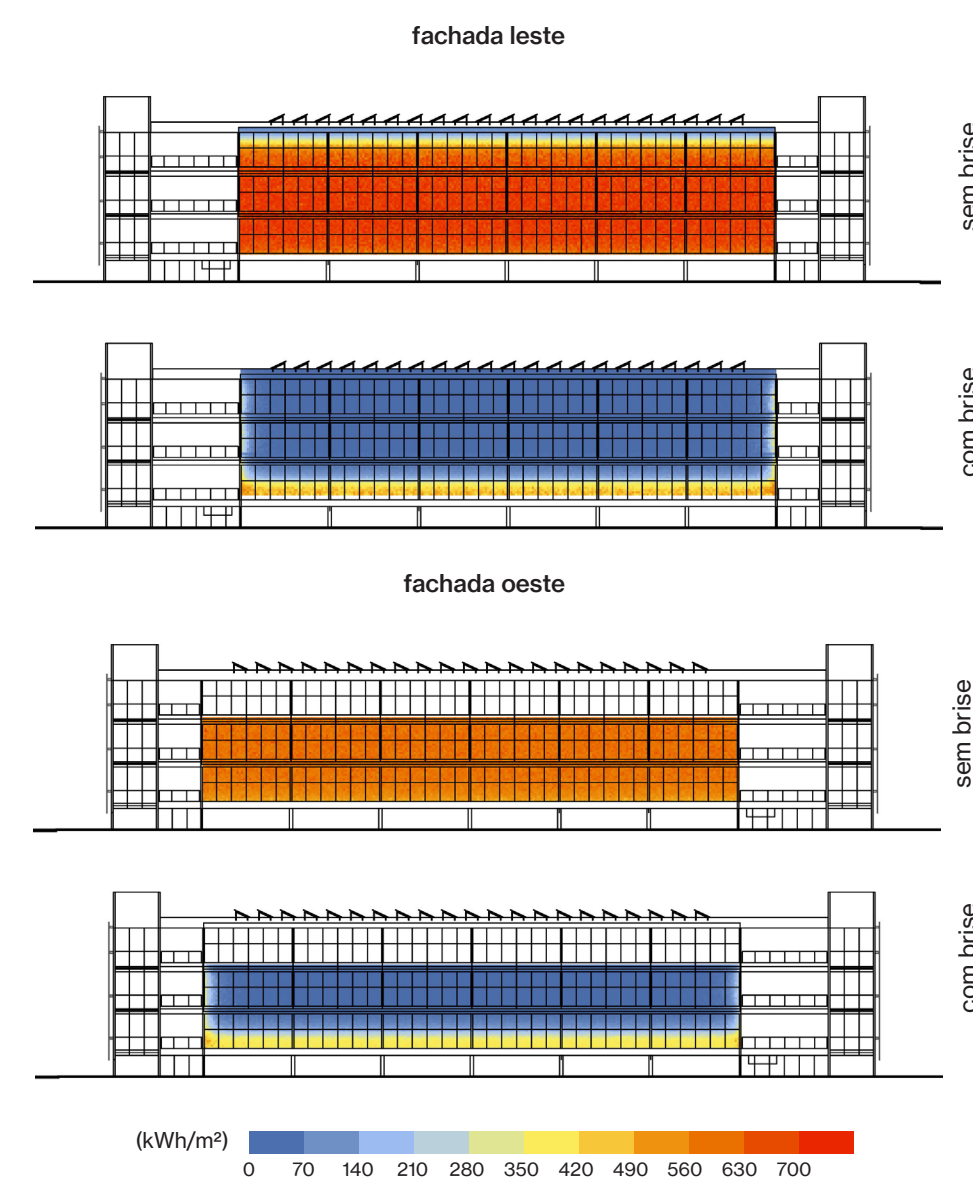 fachada leste
sem brise
com brise
fachada oeste
sem brise
com brise
(kWh/m²)
0 70 140 210 280 350 420 490 560 630 700